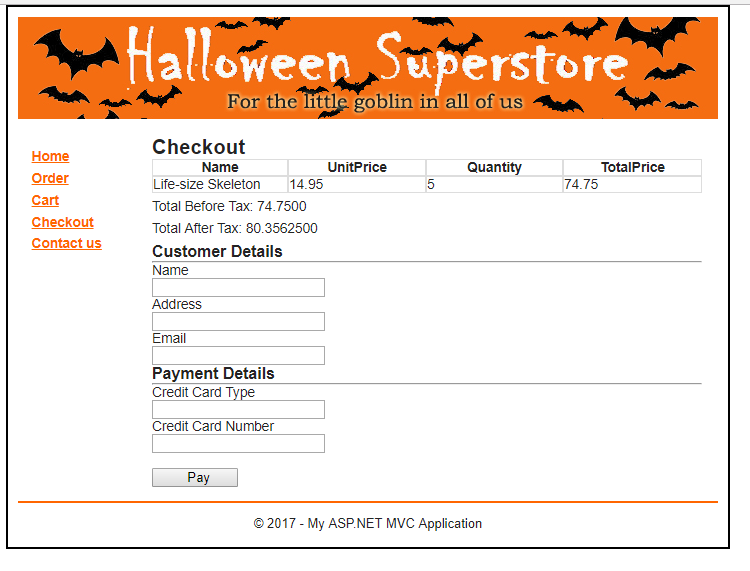 Halloween Superstore
For the little goblin in all of us
Home
Order
Cart
Checkout
Contact us
Checkout
Name UnitPrice Quantity TotalPrice
Life-size Skeleton 14.95 5 74.75
Total Before Tax: 74.7500
Total After Tax: 80.3562500
Customer Details
Name
Address
Email
Payment Details
Credit Card Type
Credit Card Number
Pay
© 2017 - My ASP.NET MVC Application